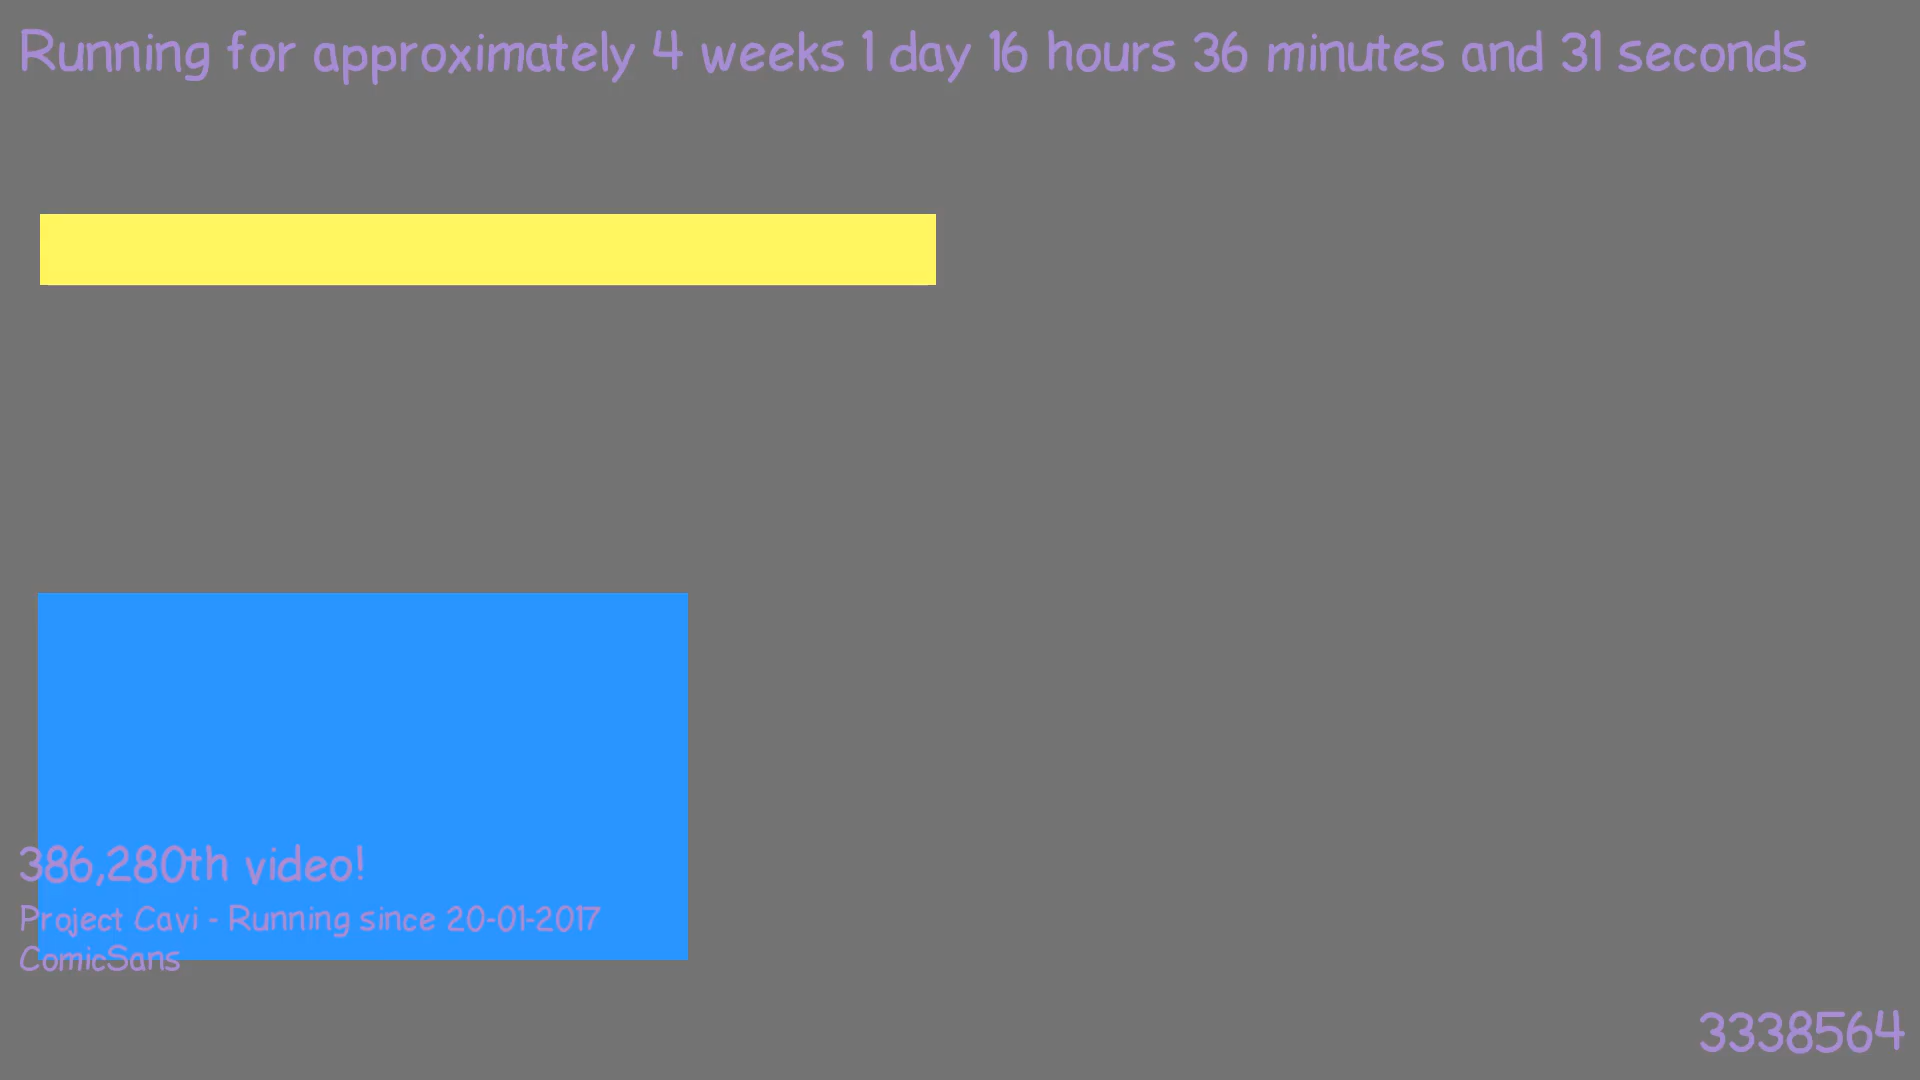 Running for approximately 4 weeks 1 day 16 hours 36 minutes and 31 seconds
386,280th video!
Project Cavi - Running since 20-01-2017
ComicSans
3338564